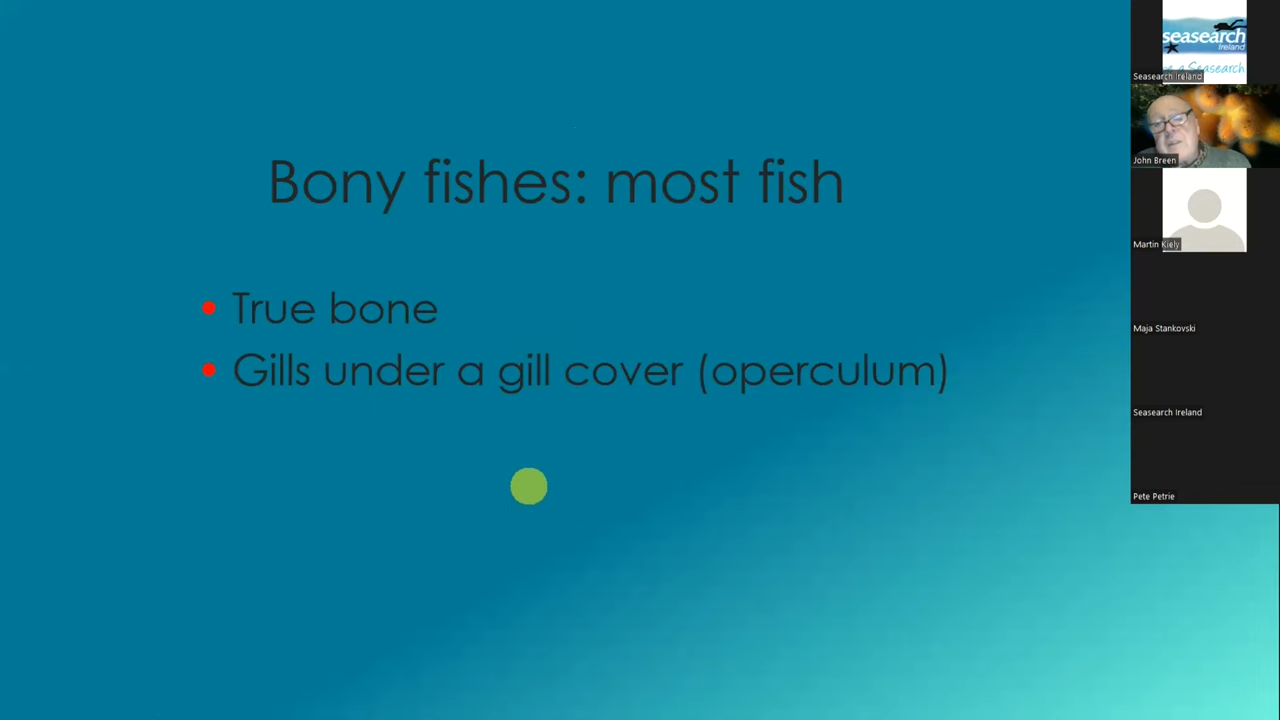 Bony fishes: most fish
• True bone
• Gills under a gill cover (operculum)
seasearch
Ireland
a Seasearch
Seasearch Ireland
John Breen
Martin Kiely
Maja Stankovski
Seasearch Ireland
Pete Petrie